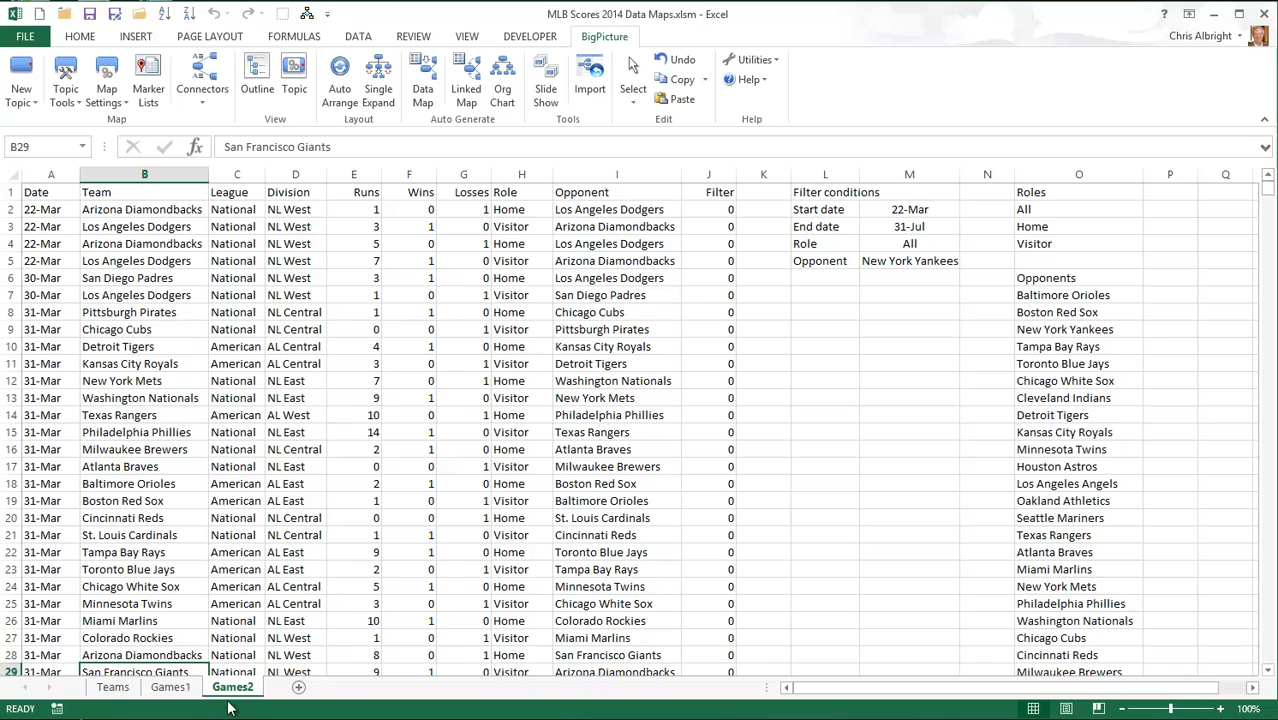 MLB Scores 2014 Data Maps.xlsm - Excel
FILE HOME INSERT PAGE LAYOUT FORMULAS DATA REVIEW VIEW DEVELOPER BigPicture Chris Albright
New Topic Topic Tools Map Settings Marker Lists Connectors Outline Topic Auto Arrange Single Expand Data Map Linked Map Org Chart Slide Show Import Select Undo Copy Paste Utilities Help
Map View Layout Auto Generate Tools Edit Help
B29 fx San Francisco Giants
A B C D E F G H I J K L M N O P Q
1 Date Team League Division Runs Wins Losses Role Opponent Filter Filter conditions Roles
2 22-Mar Arizona Diamondbacks National NL West 1 0 1 Home Los Angeles Dodgers 0 Start date 22-Mar All
3 22-Mar Los Angeles Dodgers National NL West 3 1 0 Visitor Arizona Diamondbacks 0 End date 31-Jul Home
4 22-Mar Arizona Diamondbacks National NL West 5 0 1 Home Los Angeles Dodgers 0 Role All Visitor
5 22-Mar Los Angeles Dodgers National NL West 7 1 0 Visitor Arizona Diamondbacks 0 Opponent New York Yankees
6 30-Mar San Diego Padres National NL West 3 1 0 Home Los Angeles Dodgers 0 Opponents
7 30-Mar Los Angeles Dodgers National NL West 1 0 1 Visitor San Diego Padres 0 Baltimore Orioles
8 31-Mar Pittsburgh Pirates National NL Central 1 1 0 Home Chicago Cubs 0 Boston Red Sox
9 31-Mar Chicago Cubs National NL Central 0 0 1 Visitor Pittsburgh Pirates 0 New York Yankees
10 31-Mar Detroit Tigers American AL Central 4 1 0 Home Kansas City Royals 0 Tampa Bay Rays
11 31-Mar Kansas City Royals American AL Central 3 0 1 Visitor Detroit Tigers 0 Toronto Blue Jays
12 31-Mar New York Mets National NL East 7 0 1 Home Washington Nationals 0 Chicago White Sox
13 31-Mar Washington Nationals National NL East 9 1 0 Visitor New York Mets 0 Cleveland Indians
14 31-Mar Texas Rangers American AL West 10 0 1 Home Philadelphia Phillies 0 Detroit Tigers
15 31-Mar Philadelphia Phillies National NL East 14 1 0 Visitor Texas Rangers 0 Kansas City Royals
16 31-Mar Milwaukee Brewers National NL Central 2 1 0 Home Atlanta Braves 0 Minnesota Twins
17 31-Mar Atlanta Braves National NL East 0 0 1 Visitor Milwaukee Brewers 0 Houston Astros
18 31-Mar Baltimore Orioles American AL East 2 1 0 Home Boston Red Sox 0 Los Angeles Angels
19 31-Mar Boston Red Sox American AL East 1 0 1 Visitor Baltimore Orioles 0 Oakland Athletics
20 31-Mar Cincinnati Reds National NL Central 0 0 1 Home St. Louis Cardinals 0 Seattle Mariners
21 31-Mar St. Louis Cardinals National NL Central 1 1 0 Visitor Cincinnati Reds 0 Texas Rangers
22 31-Mar Tampa Bay Rays American AL East 9 1 0 Home Toronto Blue Jays 0 Atlanta Braves
23 31-Mar Toronto Blue Jays American AL East 2 0 1 Visitor Tampa Bay Rays 0 Miami Marlins
24 31-Mar Chicago White Sox American AL Central 5 1 0 Home Minnesota Twins 0 New York Mets
25 31-Mar Minnesota Twins American AL Central 3 0 1 Visitor Chicago White Sox 0 Philadelphia Phillies
26 31-Mar Miami Marlins National NL East 10 1 0 Home Colorado Rockies 0 Washington Nationals
27 31-Mar Colorado Rockies National NL West 1 0 1 Visitor Miami Marlins 0 Chicago Cubs
28 31-Mar Arizona Diamondbacks National NL West 8 0 1 Home San Francisco Giants 0 Cincinnati Reds
29 31-Mar San Francisco Giants National NL West 9 1 0 Visitor Arizona Diamondbacks 0 Milwaukee Brewers
Teams Games1 Games2
READY 100%